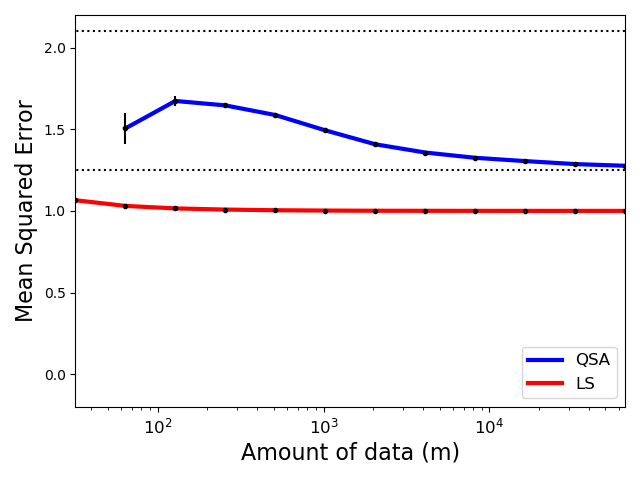 Mean Squared Error
2.0
1.5
1.0
0.5
0.0
QSA
LS
10²
10³
10⁴
Amount of data (m)